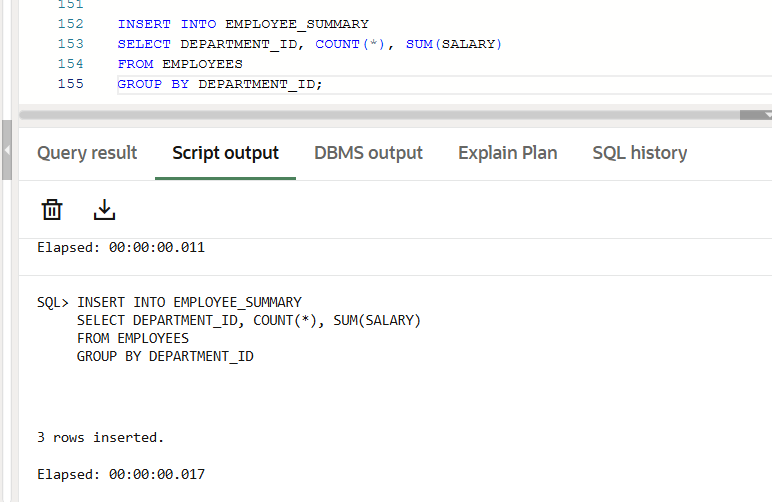 151
152 INSERT INTO EMPLOYEE_SUMMARY
153 SELECT DEPARTMENT_ID, COUNT(*), SUM(SALARY)
154 FROM EMPLOYEES
155 GROUP BY DEPARTMENT_ID;
Query result Script output DBMS output Explain Plan SQL history
Elapsed: 00:00:00.011
SQL> INSERT INTO EMPLOYEE_SUMMARY
SELECT DEPARTMENT_ID, COUNT(*), SUM(SALARY)
FROM EMPLOYEES
GROUP BY DEPARTMENT_ID
3 rows inserted.
Elapsed: 00:00:00.017